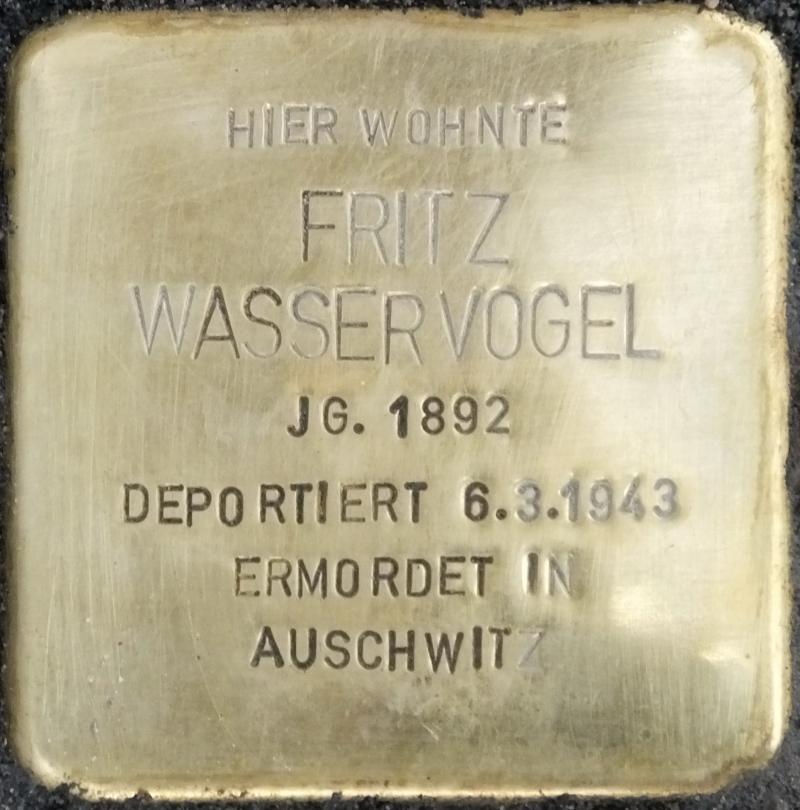 HIER WOHNTE
FRITZ
WASSERVOGEL
JG. 1892
DEPORTIERT 6.3.1943
ERMORDET IN
AUSCHWITZ